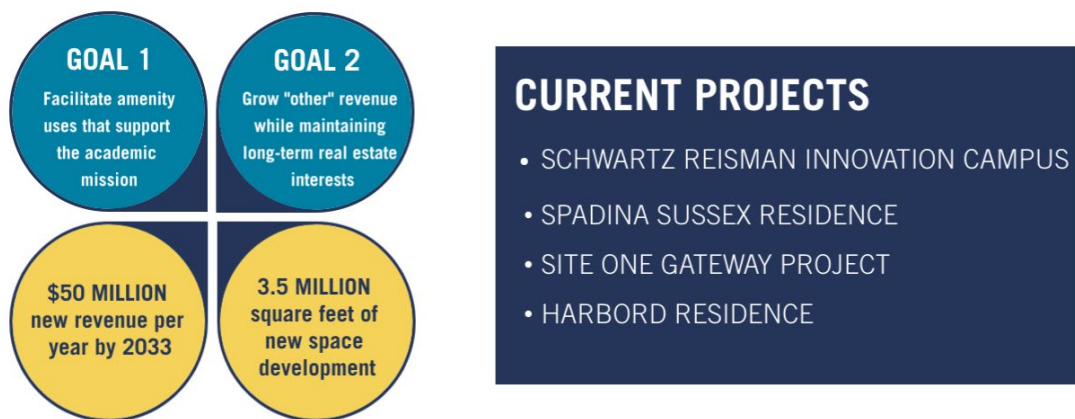 GOAL 1
Facilitate amenity
uses that support
the academic
mission
GOAL 2
Grow "other" revenue
while maintaining
long-term real estate
interests
$50 MILLION
new revenue per
year by 2033
3.5 MILLION
square feet of
new space
development
CURRENT PROJECTS
• SCHWARTZ REISMAN INNOVATION CAMPUS
• SPADINA SUSSEX RESIDENCE
• SITE ONE GATEWAY PROJECT
• HARBORD RESIDENCE